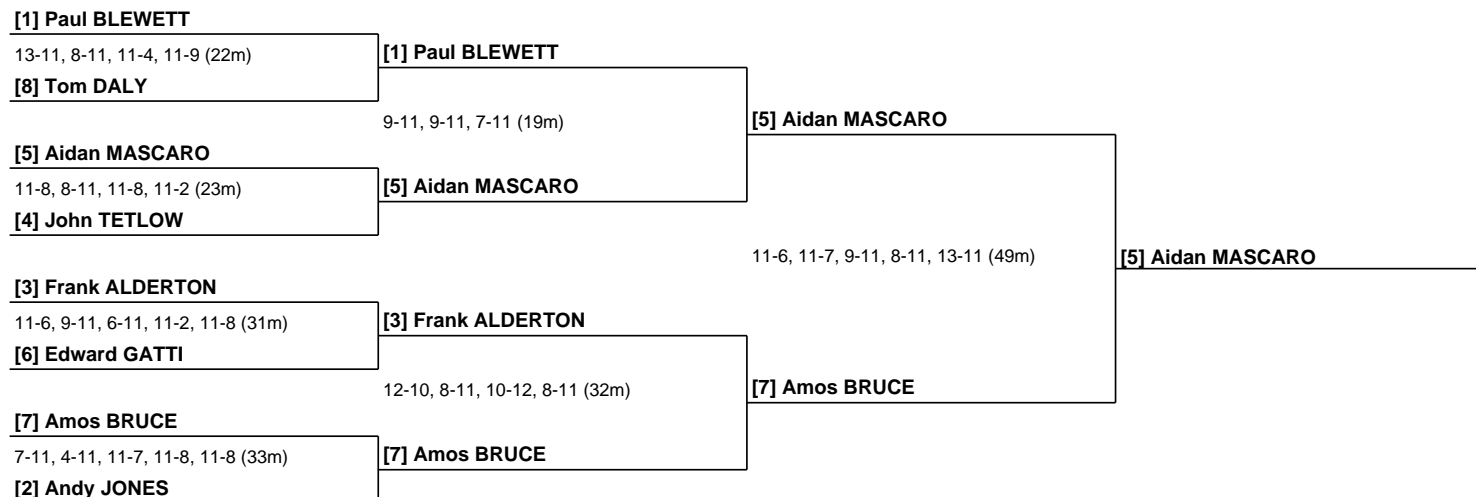 [1] Paul BLEWETT
13-11, 8-11, 11-4, 11-9 (22m)
[8] Tom DALY
[5] Aidan MASCARO
11-8, 8-11, 11-8, 11-2 (23m)
[4] John TETLOW
[3] Frank ALDERTON
11-6, 9-11, 6-11, 11-2, 11-8 (31m)
[6] Edward GATTI
[7] Amos BRUCE
7-11, 4-11, 11-7, 11-8, 11-8 (33m)
[2] Andy JONES
[1] Paul BLEWETT
9-11, 9-11, 7-11 (19m)
[5] Aidan MASCARO
[3] Frank ALDERTON
12-10, 8-11, 10-12, 8-11 (32m)
[7] Amos BRUCE
[5] Aidan MASCARO
11-6, 11-7, 9-11, 8-11, 13-11 (49m)
[7] Amos BRUCE
[5] Aidan MASCARO